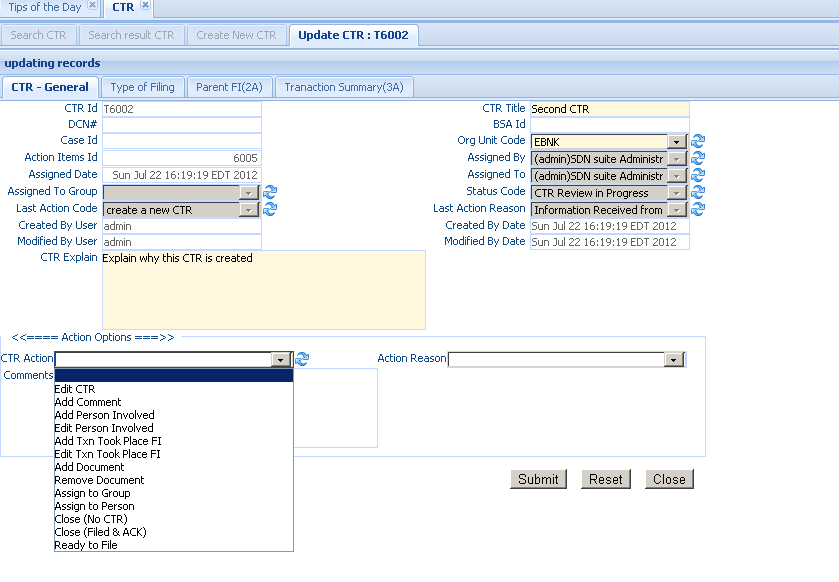 Tips of the Day CTR
Search CTR Search result CTR Create New CTR Update CTR : T6002
updating records
CTR - General Type of Filing Parent FI(2A) Tranaction Summary(3A)
CTR Id T6002 CTR Title Second CTR
DCN# BSA Id
Case Id Org Unit Code EBNK
Action Items Id 6005 Assigned By (admin)SDN suite Administr
Assigned Date Sun Jul 22 16:19:19 EDT 2012 Assigned To (admin)SDN suite Administr
Assigned To Group Status Code CTR Review in Progress
Last Action Code create a new CTR Last Action Reason Information Received from
Created By User admin Created By Date Sun Jul 22 16:19:19 EDT 2012
Modified By User admin Modified By Date Sun Jul 22 16:19:19 EDT 2012
CTR Explain Explain why this CTR is created
<<==== Action Options ===>>
CTR Action Action Reason
Comments
Edit CTR
Add Comment
Add Person Involved
Edit Person Involved
Add Txn Took Place FI
Edit Txn Took Place FI
Add Document
Remove Document
Assign to Group
Assign to Person
Close (No CTR)
Close (Filed & ACK)
Ready to File
Submit Reset Close